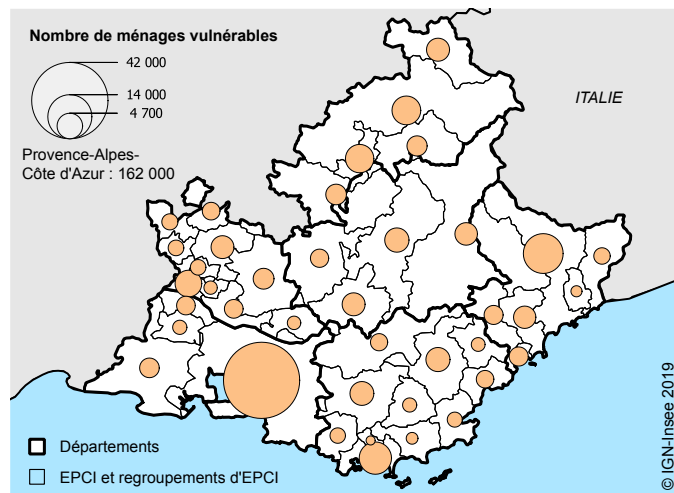 Nombre de ménages vulnérables
42 000
14 000
4 700
Provence-Alpes-
Côte d'Azur : 162 000
ITALIE
Départements
EPCI et regroupements d'EPCI
© IGN-Insee 2019